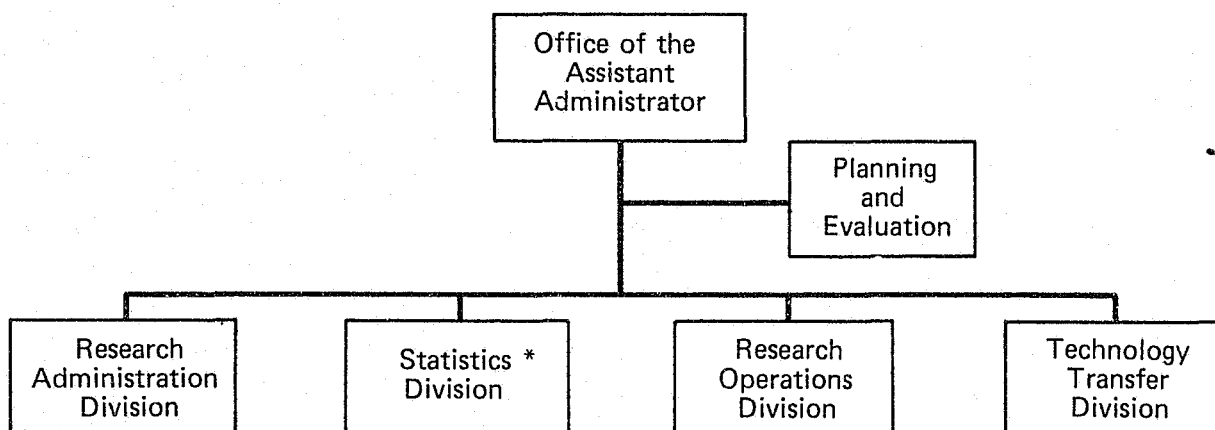 Office of the
Assistant
Administrator
Planning
and
Evaluation
Research
Administration
Division
Statistics *
Division
Research
Operations
Division
Technology
Transfer
Division